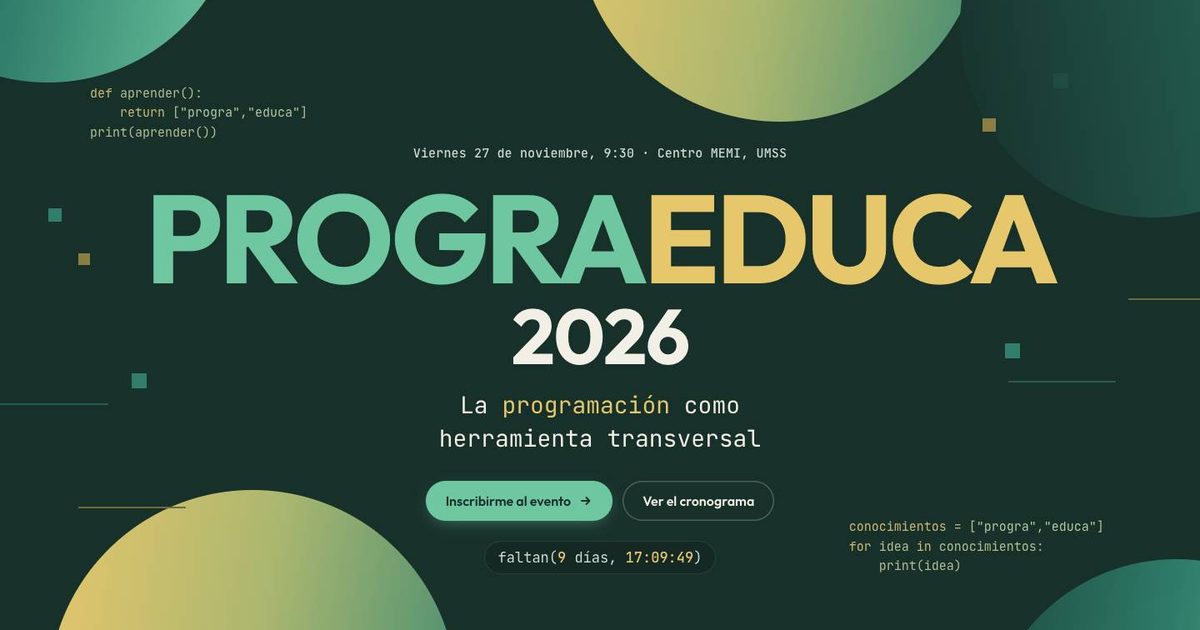 def aprender():
    return ["progra","educa"]
print(aprender())
Viernes 27 de noviembre, 9:30 · Centro MEMI, UMSS
PROGRAEDUCA
2026
La programación como
herramienta transversal
Inscribirme al evento →
Ver el cronograma
faltan(9 días, 17:09:49)
conocimientos = ["progra","educa"]
for idea in conocimientos:
    print(idea)